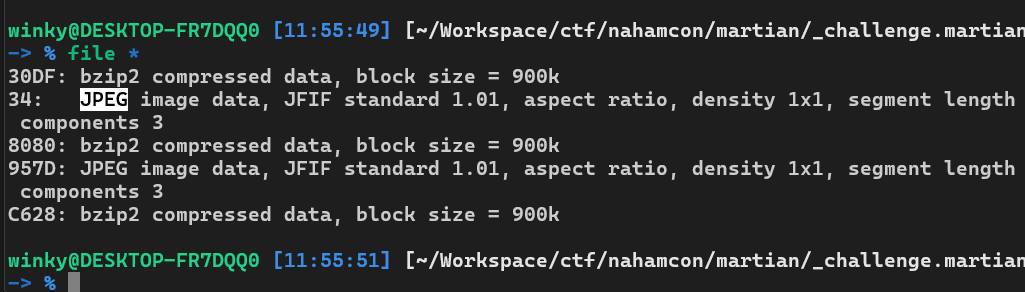 winky@DESKTOP-FR7DQQ0 [11:55:49] [~/Workspace/ctf/nahamcon/martian/_challenge.martian
-> % file *
30DF: bzip2 compressed data, block size = 900k
34:   JPEG image data, JFIF standard 1.01, aspect ratio, density 1x1, segment length
 components 3
8080: bzip2 compressed data, block size = 900k
957D: JPEG image data, JFIF standard 1.01, aspect ratio, density 1x1, segment length
 components 3
C628: bzip2 compressed data, block size = 900k
winky@DESKTOP-FR7DQQ0 [11:55:51] [~/Workspace/ctf/nahamcon/martian/_challenge.martian
-> %